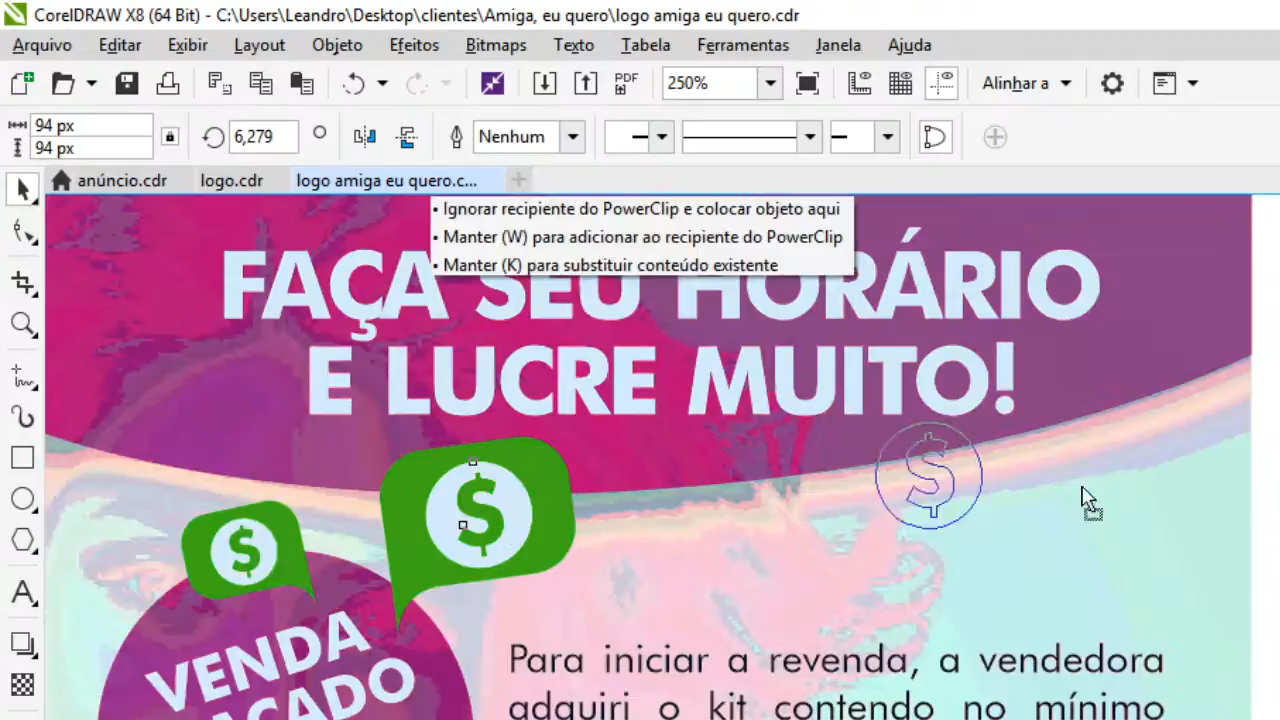 CorelDRAW X8 (64 Bit) - C:\Users\Leandro\Desktop\clientes\Amiga, eu quero\logo amiga eu quero.cdr
Arquivo Editar Exibir Layout Objeto Efeitos Bitmaps Texto Tabela Ferramentas Janela Ajuda
PDF 250% Alinhar a
94 px
94 px
6,279 Nenhum
anúncio.cdr logo.cdr logo amiga eu quero.c...
• Ignorar recipiente do PowerClip e colocar objeto aqui
• Manter (W) para adicionar ao recipiente do PowerClip
• Manter (K) para substituir conteúdo existente
FAÇA SEU HORÁRIO
E LUCRE MUITO!
$
$
$
VENDA
Para iniciar a revenda, a vendedora
adquiri o kit contendo no mínimo